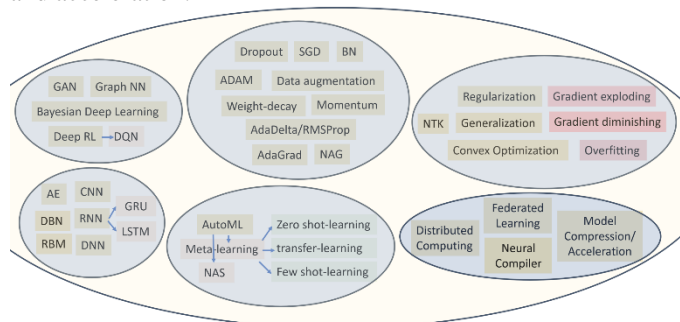 GAN Graph NN
Bayesian Deep Learning
Deep RL DQN
Dropout SGD BN
ADAM Data augmentation
Weight-decay Momentum
AdaDelta/RMSProp
AdaGrad NAG
Regularization Gradient exploding
NTK Generalization Gradient diminishing
Convex Optimization Overfitting
AE CNN
DBN RNN GRU
RBM DNN LSTM
AutoML Zero shot-learning
Meta-learning transfer-learning
NAS Few shot-learning
Distributed
Computing
Federated
Learning
Neural
Compiler
Model
Compression/
Acceleration